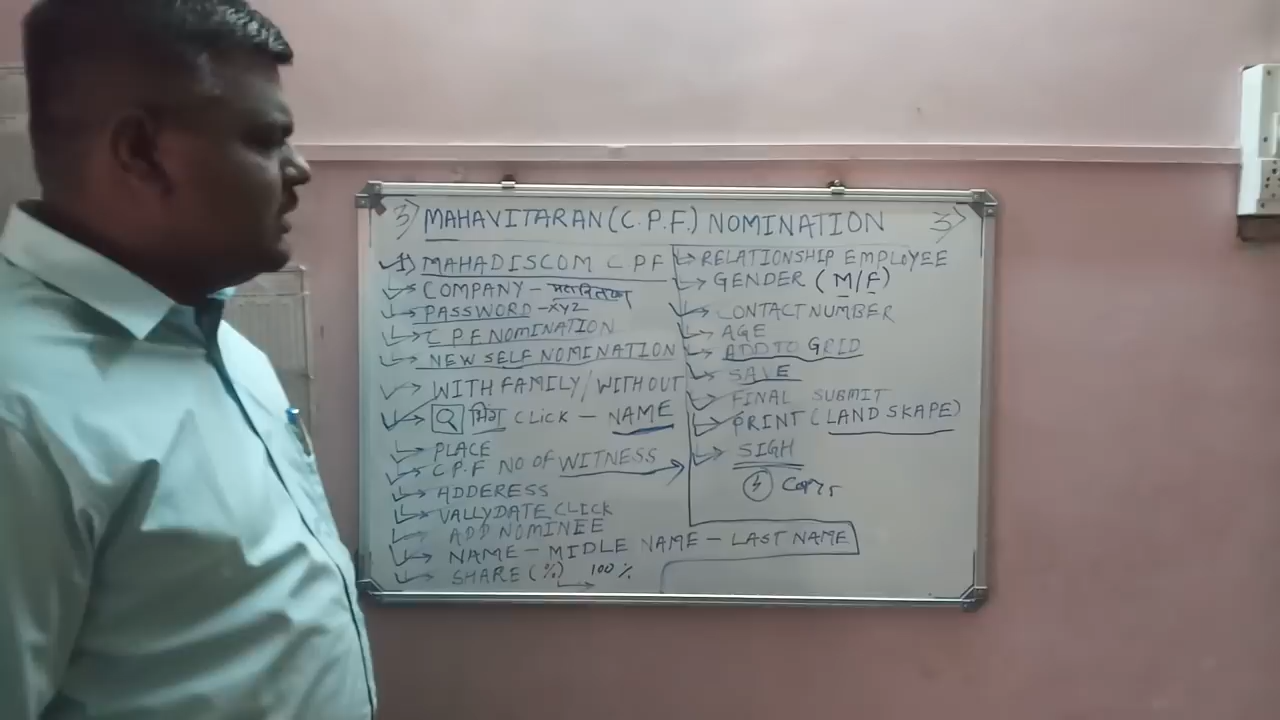 3) MAHAVITARAN (C.P.F.) NOMINATION 3>
1) MAHADISCOM CPF
COMPANY - महावितरण
PASSWORD - XYZ
CPF NOMINATION
NEW SELF NOMINATION
WITH FAMILY / WITHOUT
भिंग CLICK - NAME
PLACE
C.P.F NO OF WITNESS
ADDERESS
VALLYDATE CLICK
ADD NOMINEE
NAME - MIDLE NAME - LAST NAME
SHARE (%) 100%
RELATIONSHIP EMPLOYEE
GENDER (M/F)
CONTACT NUMBER
AGE
ADD TO GRID
SAVE
FINAL SUBMIT
PRINT (LANDSKAPE)
SIGH